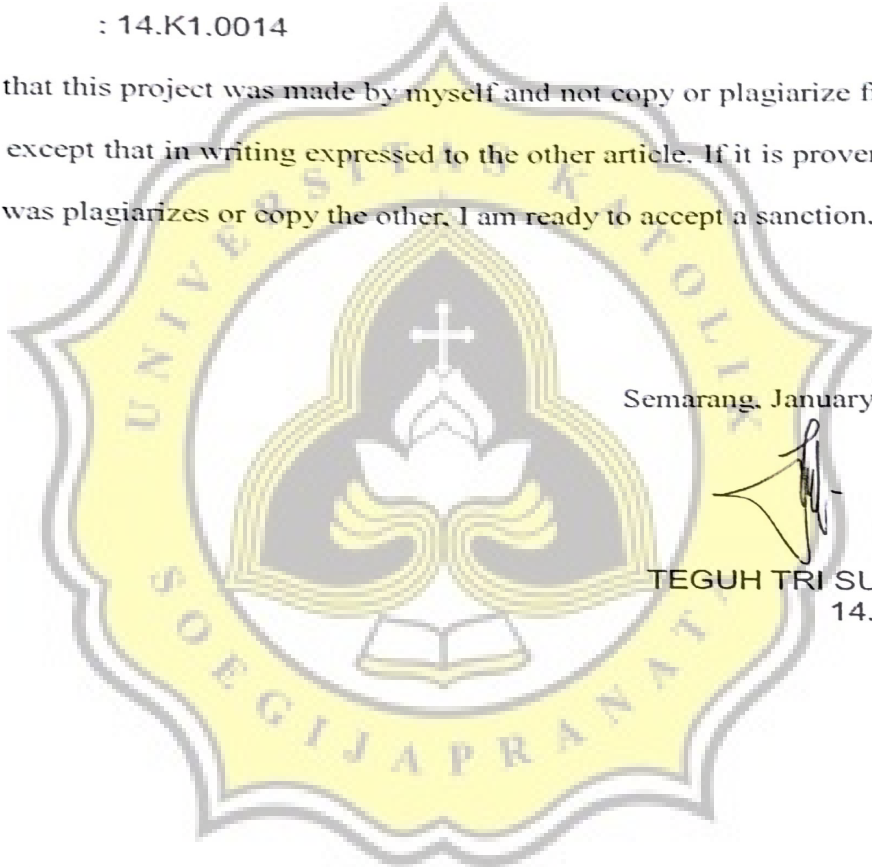 : 14.K1.0014
that this project was made by myself and not copy or plagiarize
except that in writing expressed to the other article. If it is
was plagiarizes or copy the other, I am ready to accept a sanction.
UNIVERSITAS KATOLIK
Semarang, January
TEGUH TRI
14.
SOEGIJAPRANATA